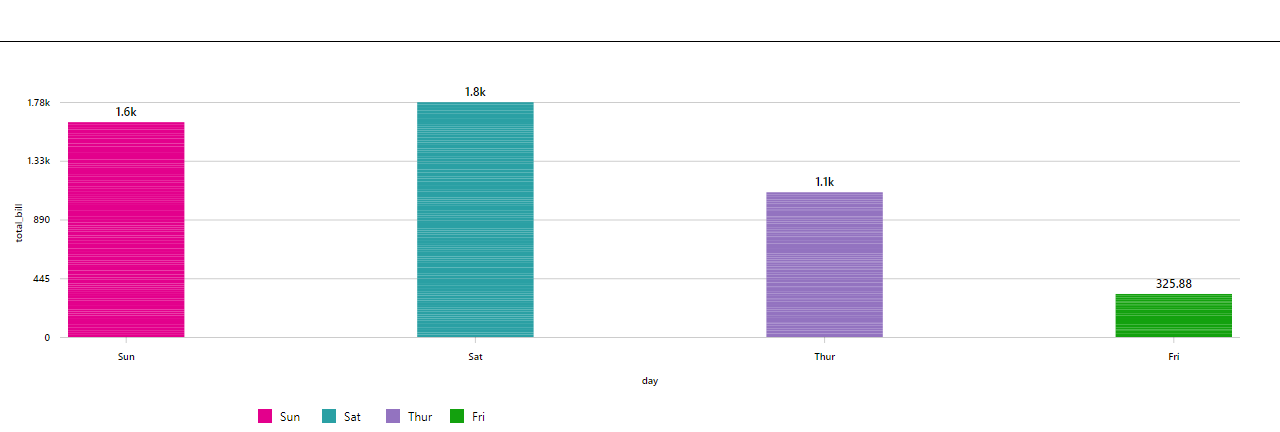 1.8k
1.78k
1.6k
1.33k
1.1k
total_bill
890
445
325.88
0
Sun Sat Thur Fri
day
Sun Sat Thur Fri